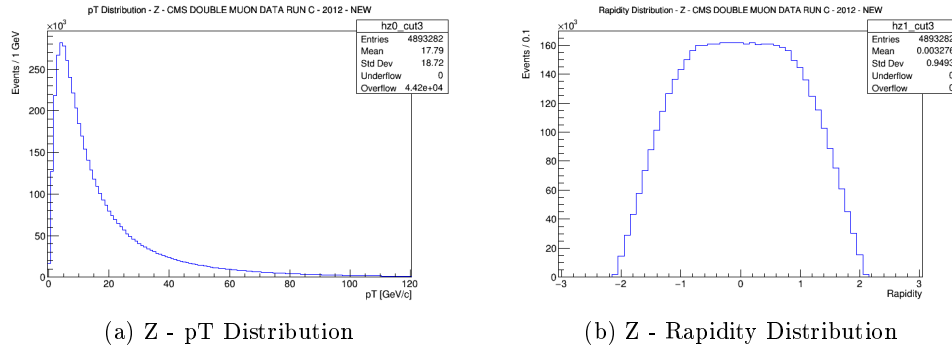 pT Distribution - Z - CMS DOUBLE MUON DATA RUN C - 2012 - NEW
×10³
Events / 1 GeV
hz0_cut3
Entries 4893282
Mean 17.79
Std Dev 18.72
Underflow 0
Overflow 4.42e+04
250
200
150
100
50
0
0 20 40 60 80 100 120
pT [GeV/c]
(a) Z - pT Distribution
Rapidity Distribution - Z - CMS DOUBLE MUON DATA RUN C - 2012 - NEW
×10³
Events / 0.1
hz1_cut3
Entries 4893282
Mean 0.003276
Std Dev 0.9493
Underflow 0
Overflow 0
160
140
120
100
80
60
40
20
0
−3 −2 −1 0 1 2 3
Rapidity
(b) Z - Rapidity Distribution